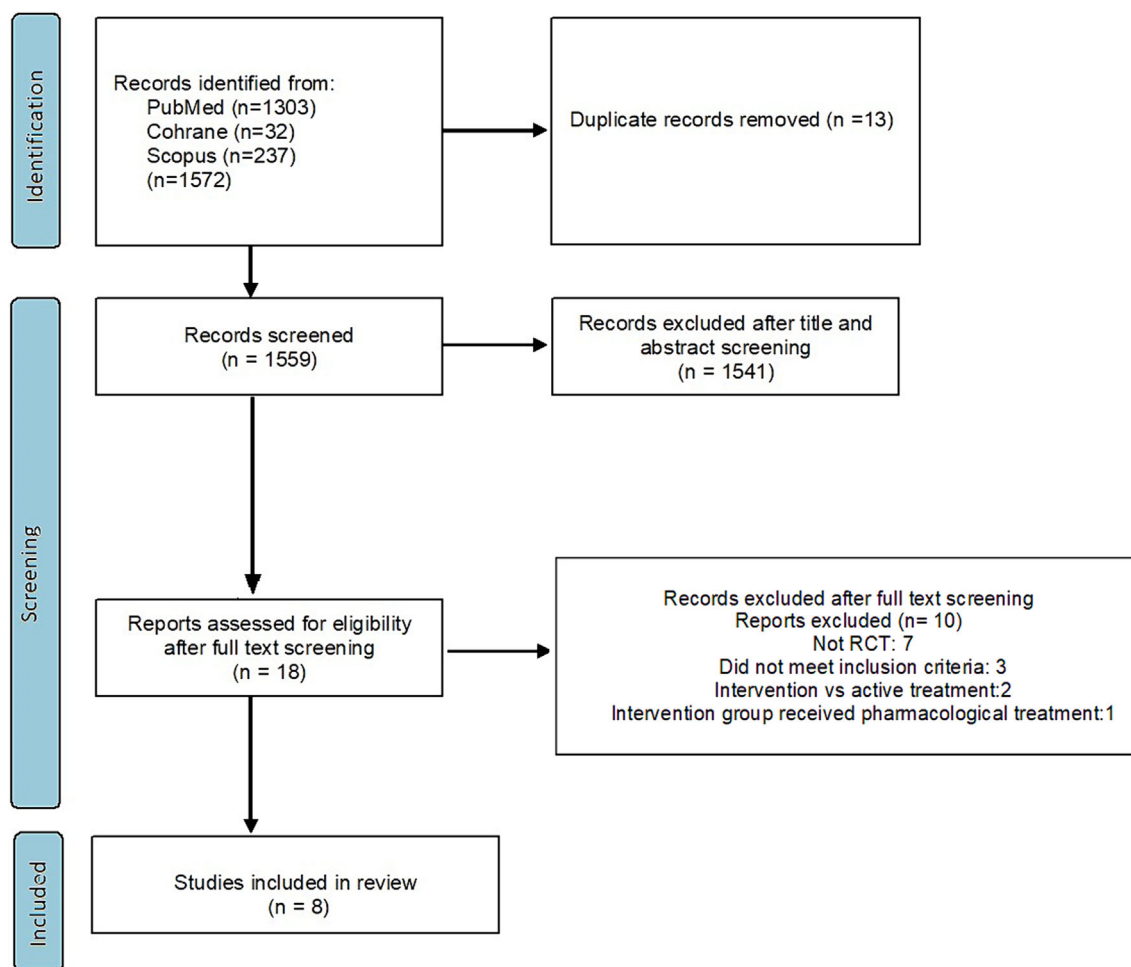 Identification
Records identified from:
PubMed (n=1303)
Cohrane (n=32)
Scopus (n=237)
(n=1572)
Duplicate records removed (n =13)
Screening
Records screened
(n = 1559)
Records excluded after title and
abstract screening
(n = 1541)
Reports assessed for eligibility
after full text screening
(n = 18)
Records excluded after full text screening
Reports excluded (n= 10)
Not RCT: 7
Did not meet inclusion criteria: 3
Intervention vs active treatment:2
Intervention group received pharmacological treatment:1
Included
Studies included in review
(n = 8)